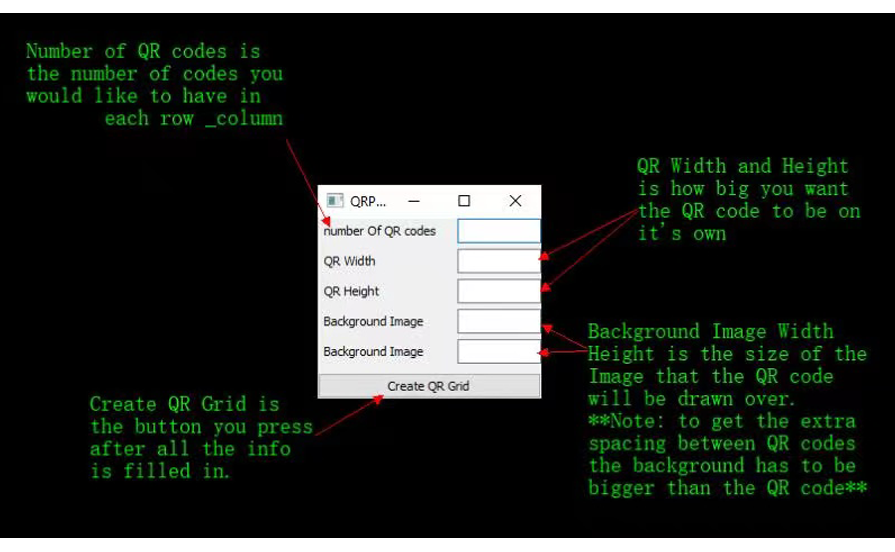 Number of QR codes is
the number of codes you
would like to have in
each row _column
QR Width and Height
is how big you want
the QR code to be on
it's own
QRP...
number Of QR codes
QR Width
QR Height
Background Image
Background Image
Create QR Grid
Background Image Width
Height is the size of the
Image that the QR code
will be drawn over.
**Note: to get the extra
spacing between QR codes
the background has to be
bigger than the QR code**
Create QR Grid is
the button you press
after all the info
is filled in.